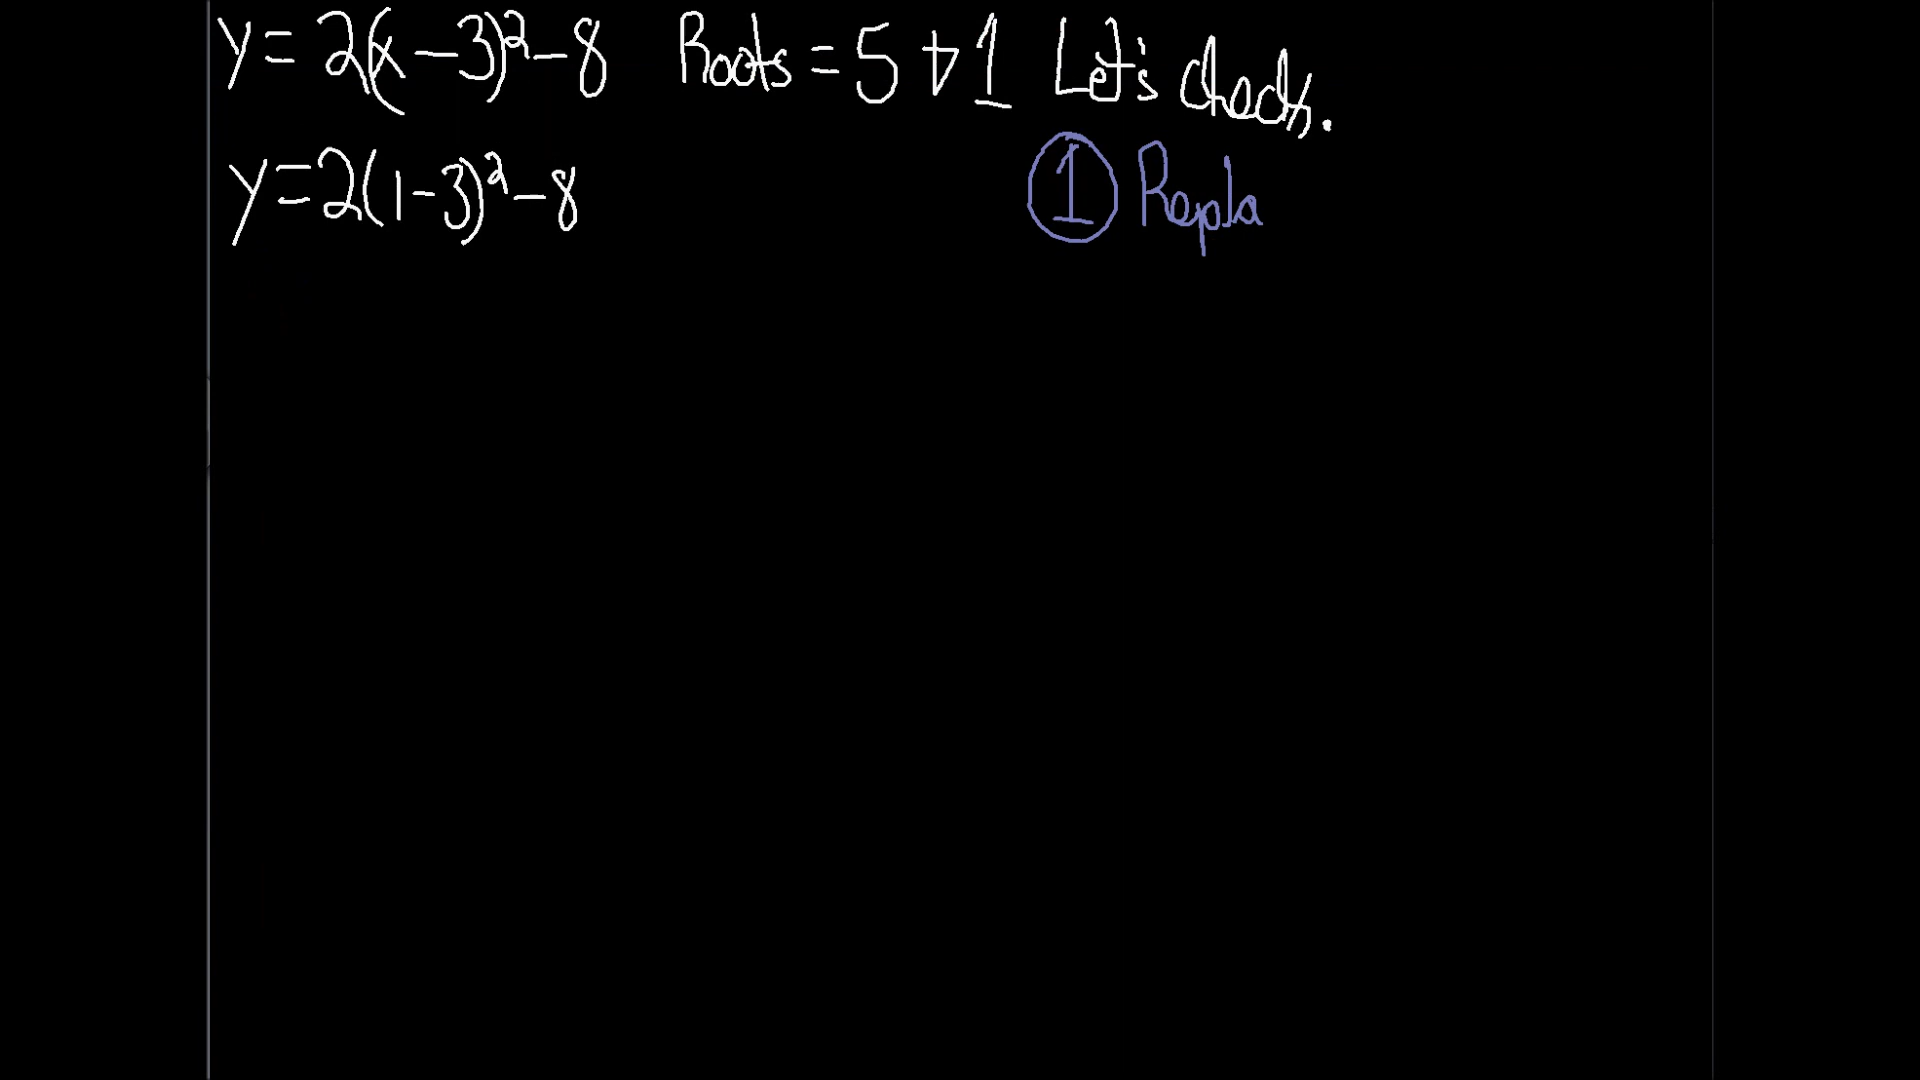 y = 2(x - 3)² - 8 Roots = 5 + 1 Let's check.
y = 2(1 - 3)² - 8 ① Repla